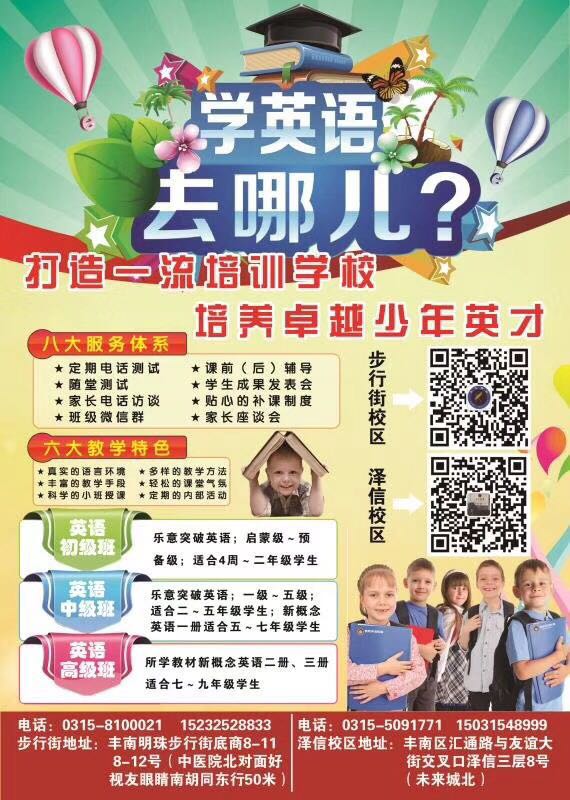 学英语
去哪儿？
打造一流培训学校
培养卓越少年英才
八大服务体系
★ 定期电话测试 ★ 课前（后）辅导
★ 随堂测试 ★ 学生成果发表会
★ 家长电话访谈 ★ 贴心的补课制度
★ 班级微信群 ★ 家长座谈会
步行街校区
六大教学特色
★真实的语言环境 ★多样的教学方法
★丰富的教学手段 ★轻松的课堂气氛
★科学的小班授课 ★定期的内部活动
泽信校区
英语
初级班
乐意突破英语；启蒙级～预
备级；适合4周～二年级学生
英语
中级班
乐意突破英语；一级～五级；
适合二～五年级学生；新概念
英语一册适合五～七年级学生
英语
高级班
所学教材新概念英语二册、三册
适合七～九年级学生
电话：0315-8100021 15232528833
步行街地址：丰南明珠步行街底商8-11
8-12号（中医院北对面好
视友眼睛南胡同东行50米）
电话：0315-5091771 15031548999
泽信校区地址：丰南区汇通路与友谊大
街交叉口泽信三层8号
（未来城北）